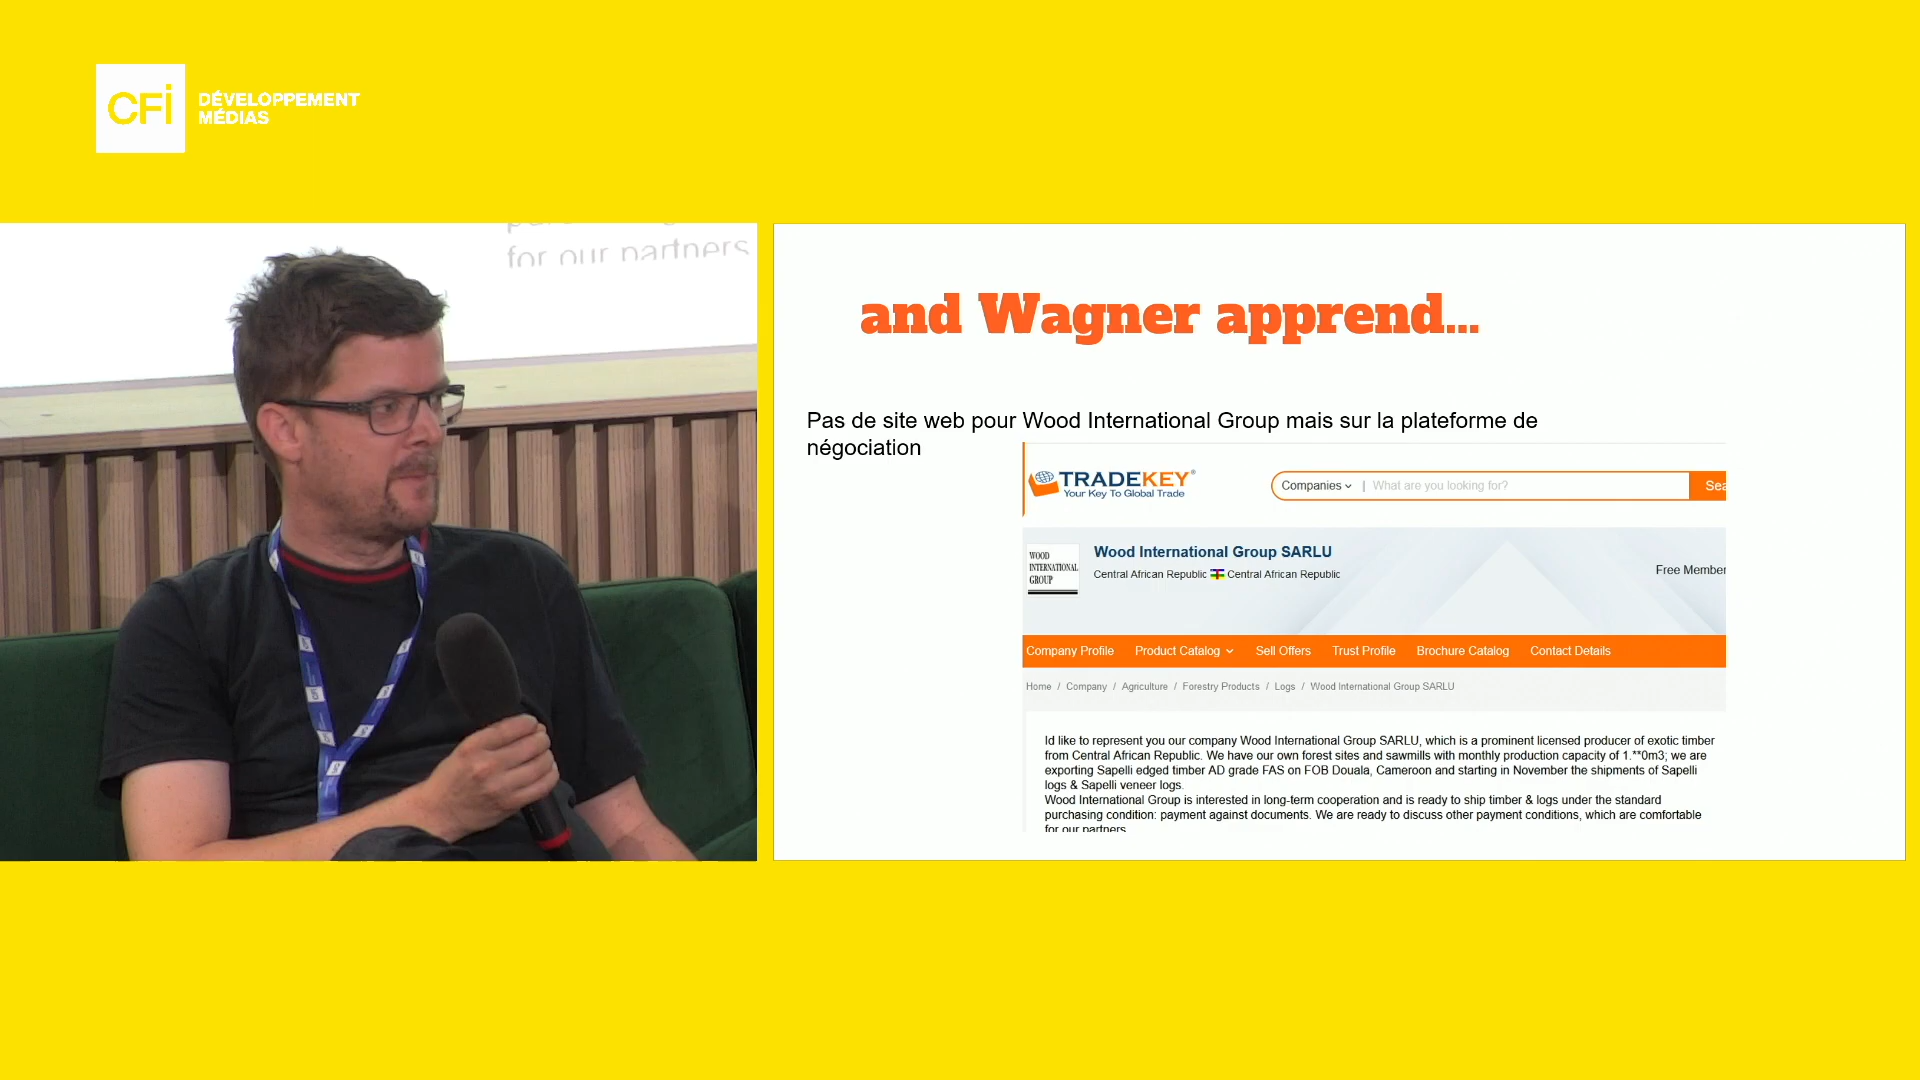 CFI
DÉVELOPPEMENT
MÉDIAS
for our partners
and Wagner apprend...
Pas de site web pour Wood International Group mais sur la plateforme de
négociation
TRADEKEY®
Your Key To Global Trade
Companies | What are you looking for?
WOOD
INTERNATIONAL
GROUP
Wood International Group SARLU
Central African Republic Central African Republic
Free Member
Company Profile Product Catalog Sell Offers Trust Profile Brochure Catalog Contact Details
Home / Company / Agriculture / Forestry Products / Logs / Wood International Group SARLU
Id like to represent you our company Wood International Group SARLU, which is a prominent licensed producer of exotic timber
from Central African Republic. We have our own forest sites and sawmills with monthly production capacity of 1.**0m3; we are
exporting Sapelli edged timber AD grade FAS on FOB Douala, Cameroon and starting in November the shipments of Sapelli
logs & Sapelli veneer logs.
Wood International Group is interested in long-term cooperation and is ready to ship timber & logs under the standard
purchasing condition: payment against documents. We are ready to discuss other payment conditions, which are comfortable
for our partners